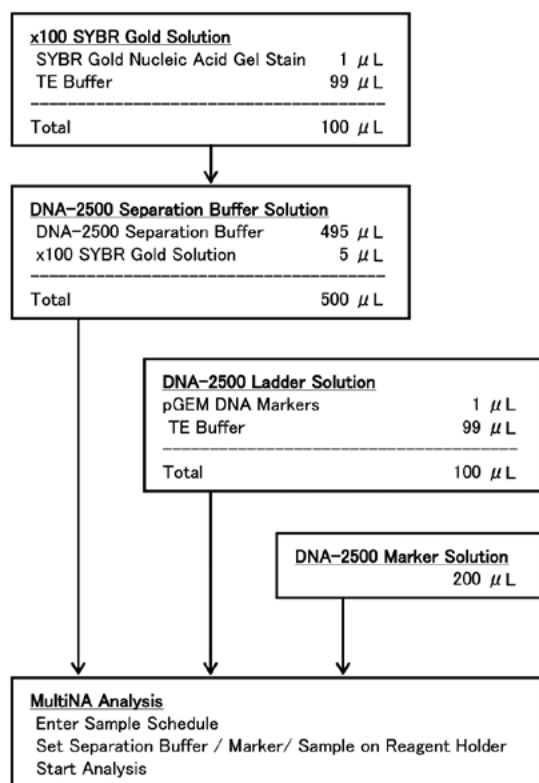 x100 SYBR Gold Solution
SYBR Gold Nucleic Acid Gel Stain 1 μL
TE Buffer 99 μL
Total 100 μL
DNA-2500 Separation Buffer Solution
DNA-2500 Separation Buffer 495 μL
x100 SYBR Gold Solution 5 μL
Total 500 μL
DNA-2500 Ladder Solution
pGEM DNA Markers 1 μL
TE Buffer 99 μL
Total 100 μL
DNA-2500 Marker Solution
200 μL
MultiNA Analysis
Enter Sample Schedule
Set Separation Buffer / Marker/ Sample on Reagent Holder
Start Analysis